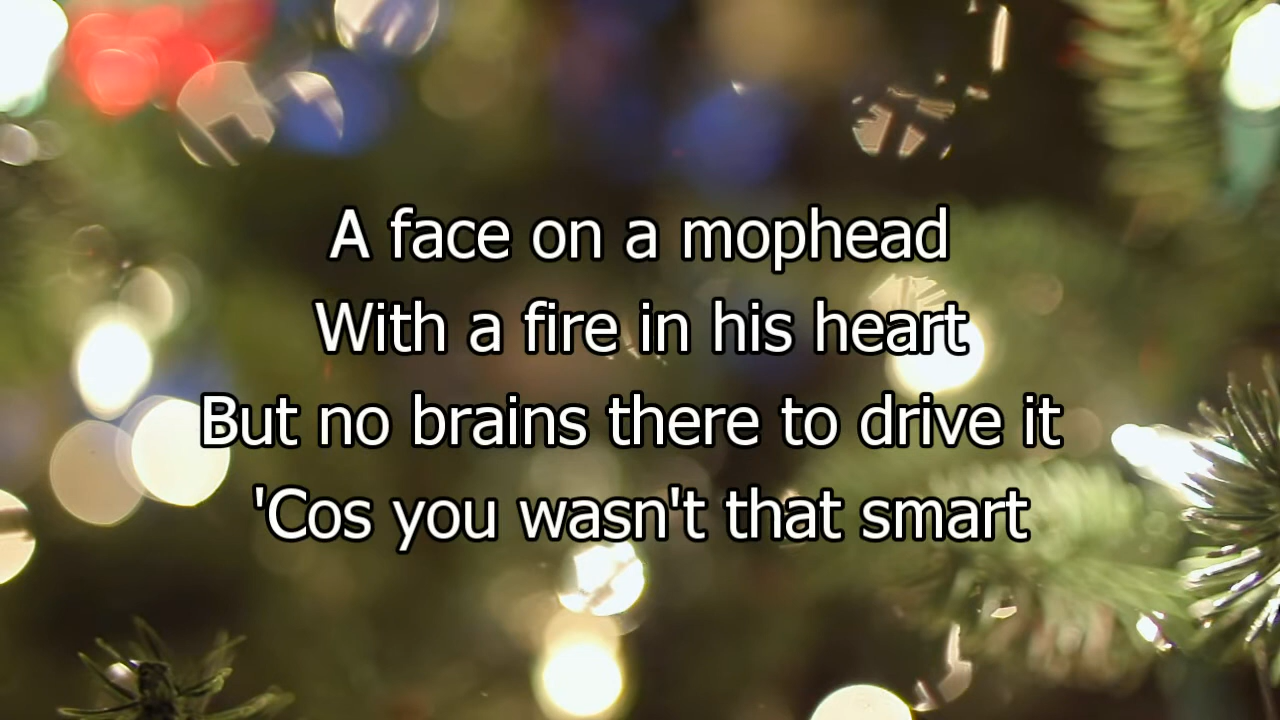 A face on a mophead
With a fire in his heart
But no brains there to drive it
'Cos you wasn't that smart